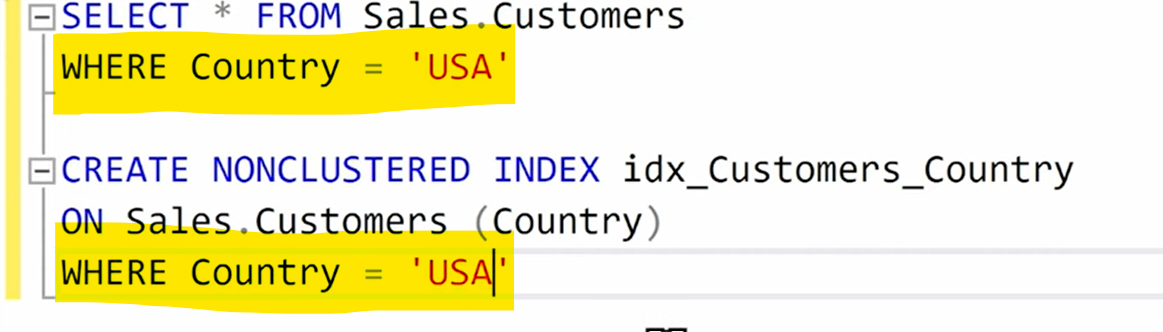 SELECT * FROM Sales.Customers
WHERE Country = 'USA'
CREATE NONCLUSTERED INDEX idx_Customers_Country
ON Sales.Customers (Country)
WHERE Country = 'USA'